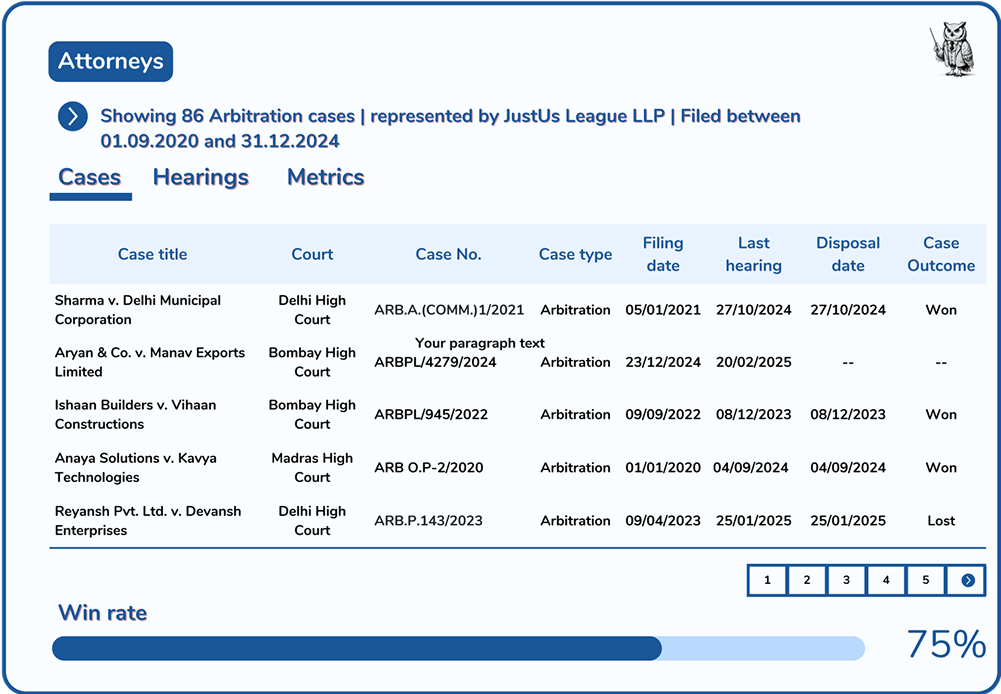 Attorneys
Showing 86 Arbitration cases | represented by JustUs League LLP | Filed between
01.09.2020 and 31.12.2024
Cases Hearings Metrics
Case title Court Case No. Case type Filing date Last hearing Disposal date Case Outcome
Sharma v. Delhi Municipal Corporation Delhi High Court ARB.A.(COMM.)1/2021 Arbitration 05/01/2021 27/10/2024 27/10/2024 Won
Your paragraph text
Aryan & Co. v. Manav Exports Limited Bombay High Court ARBPL/4279/2024 Arbitration 23/12/2024 20/02/2025 -- --
Ishaan Builders v. Vihaan Constructions Bombay High Court ARBPL/945/2022 Arbitration 09/09/2022 08/12/2023 08/12/2023 Won
Anaya Solutions v. Kavya Technologies Madras High Court ARB O.P-2/2020 Arbitration 01/01/2020 04/09/2024 04/09/2024 Won
Reyansh Pvt. Ltd. v. Devansh Enterprises Delhi High Court ARB.P.143/2023 Arbitration 09/04/2023 25/01/2025 25/01/2025 Lost
1 2 3 4 5
Win rate
75%